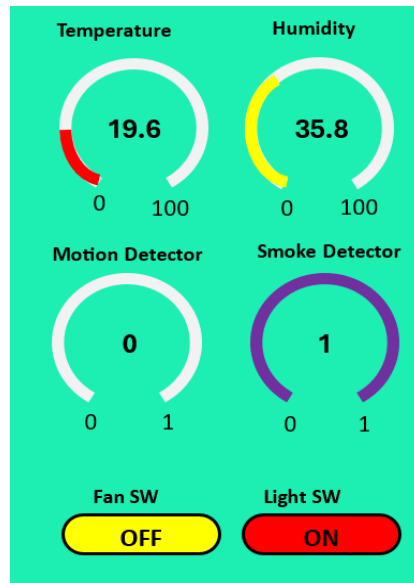 Temperature
Humidity
19.6
35.8
0
100
0
100
Motion Detector
Smoke Detector
0
1
0
1
0
1
Fan SW
Light SW
OFF
ON